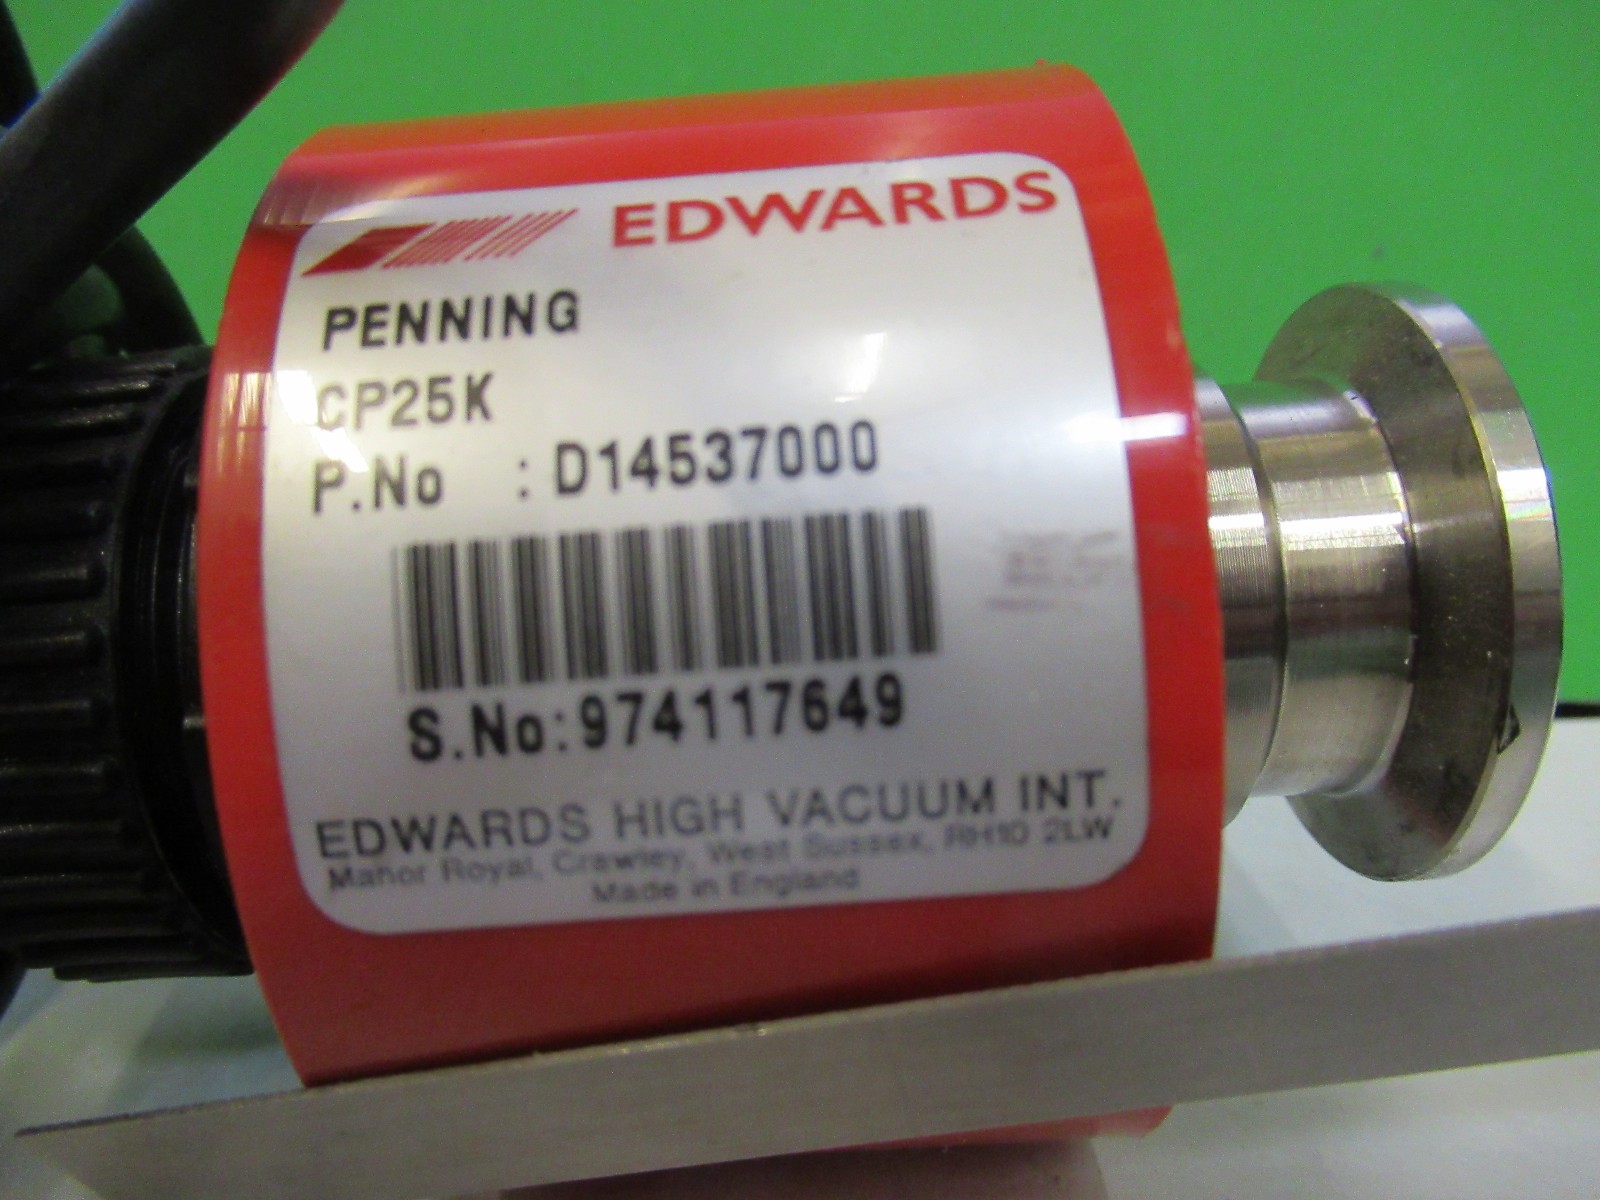 EDWARDS
PENNING
CP25K
P.No : D14537000
S.No:974117649
EDWARDS HIGH VACUUM INT.
Manor Royal, Crawley, West Sussex, RH10 2LW
Made in England